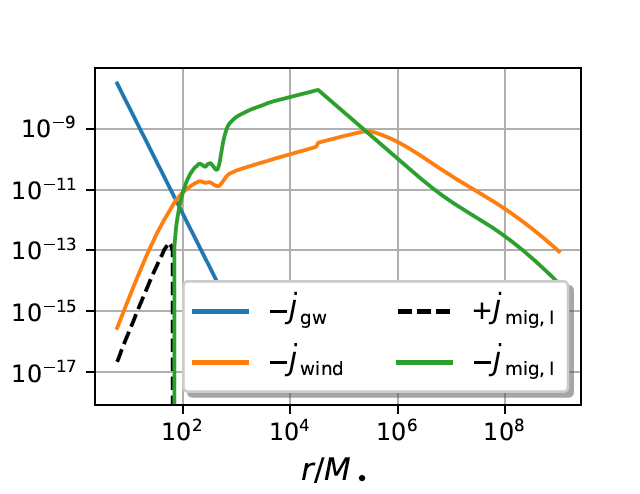 10⁻⁹
10⁻¹¹
10⁻¹³
10⁻¹⁵
10⁻¹⁷
−J̇gw +J̇mig, I
−J̇wind −J̇mig, I
10² 10⁴ 10⁶ 10⁸
r/M•